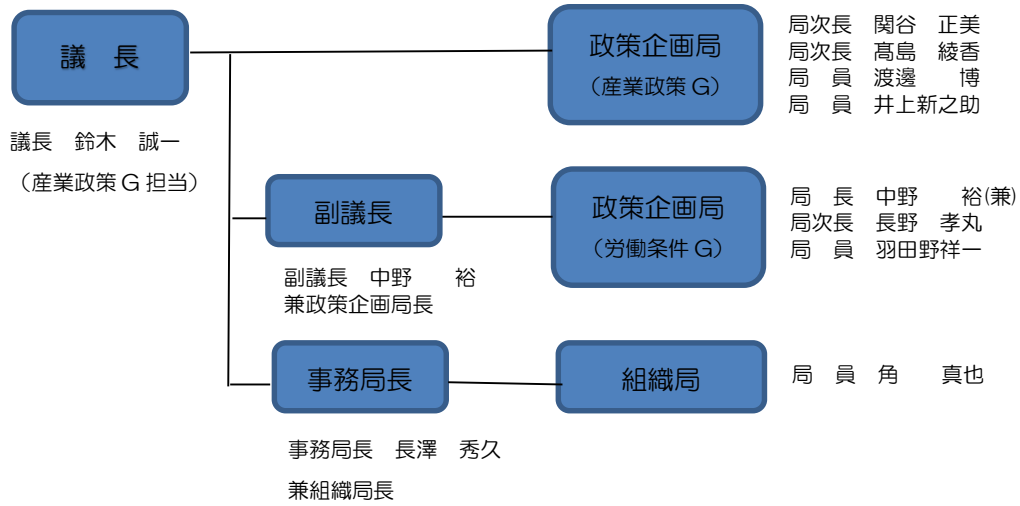 議　長
議長　鈴木　誠一
（産業政策 G 担当）
政策企画局
（産業政策 G）
局次長　関谷　正美
局次長　髙島　綾香
局　員　渡邊　　博
局　員　井上新之助
副議長
副議長　中野　　裕
兼政策企画局長
政策企画局
（労働条件 G）
局　長　中野　　裕(兼)
局次長　長野　孝丸
局　員　羽田野祥一
事務局長
事務局長　長澤　秀久
兼組織局長
組織局
局　員　角　　真也